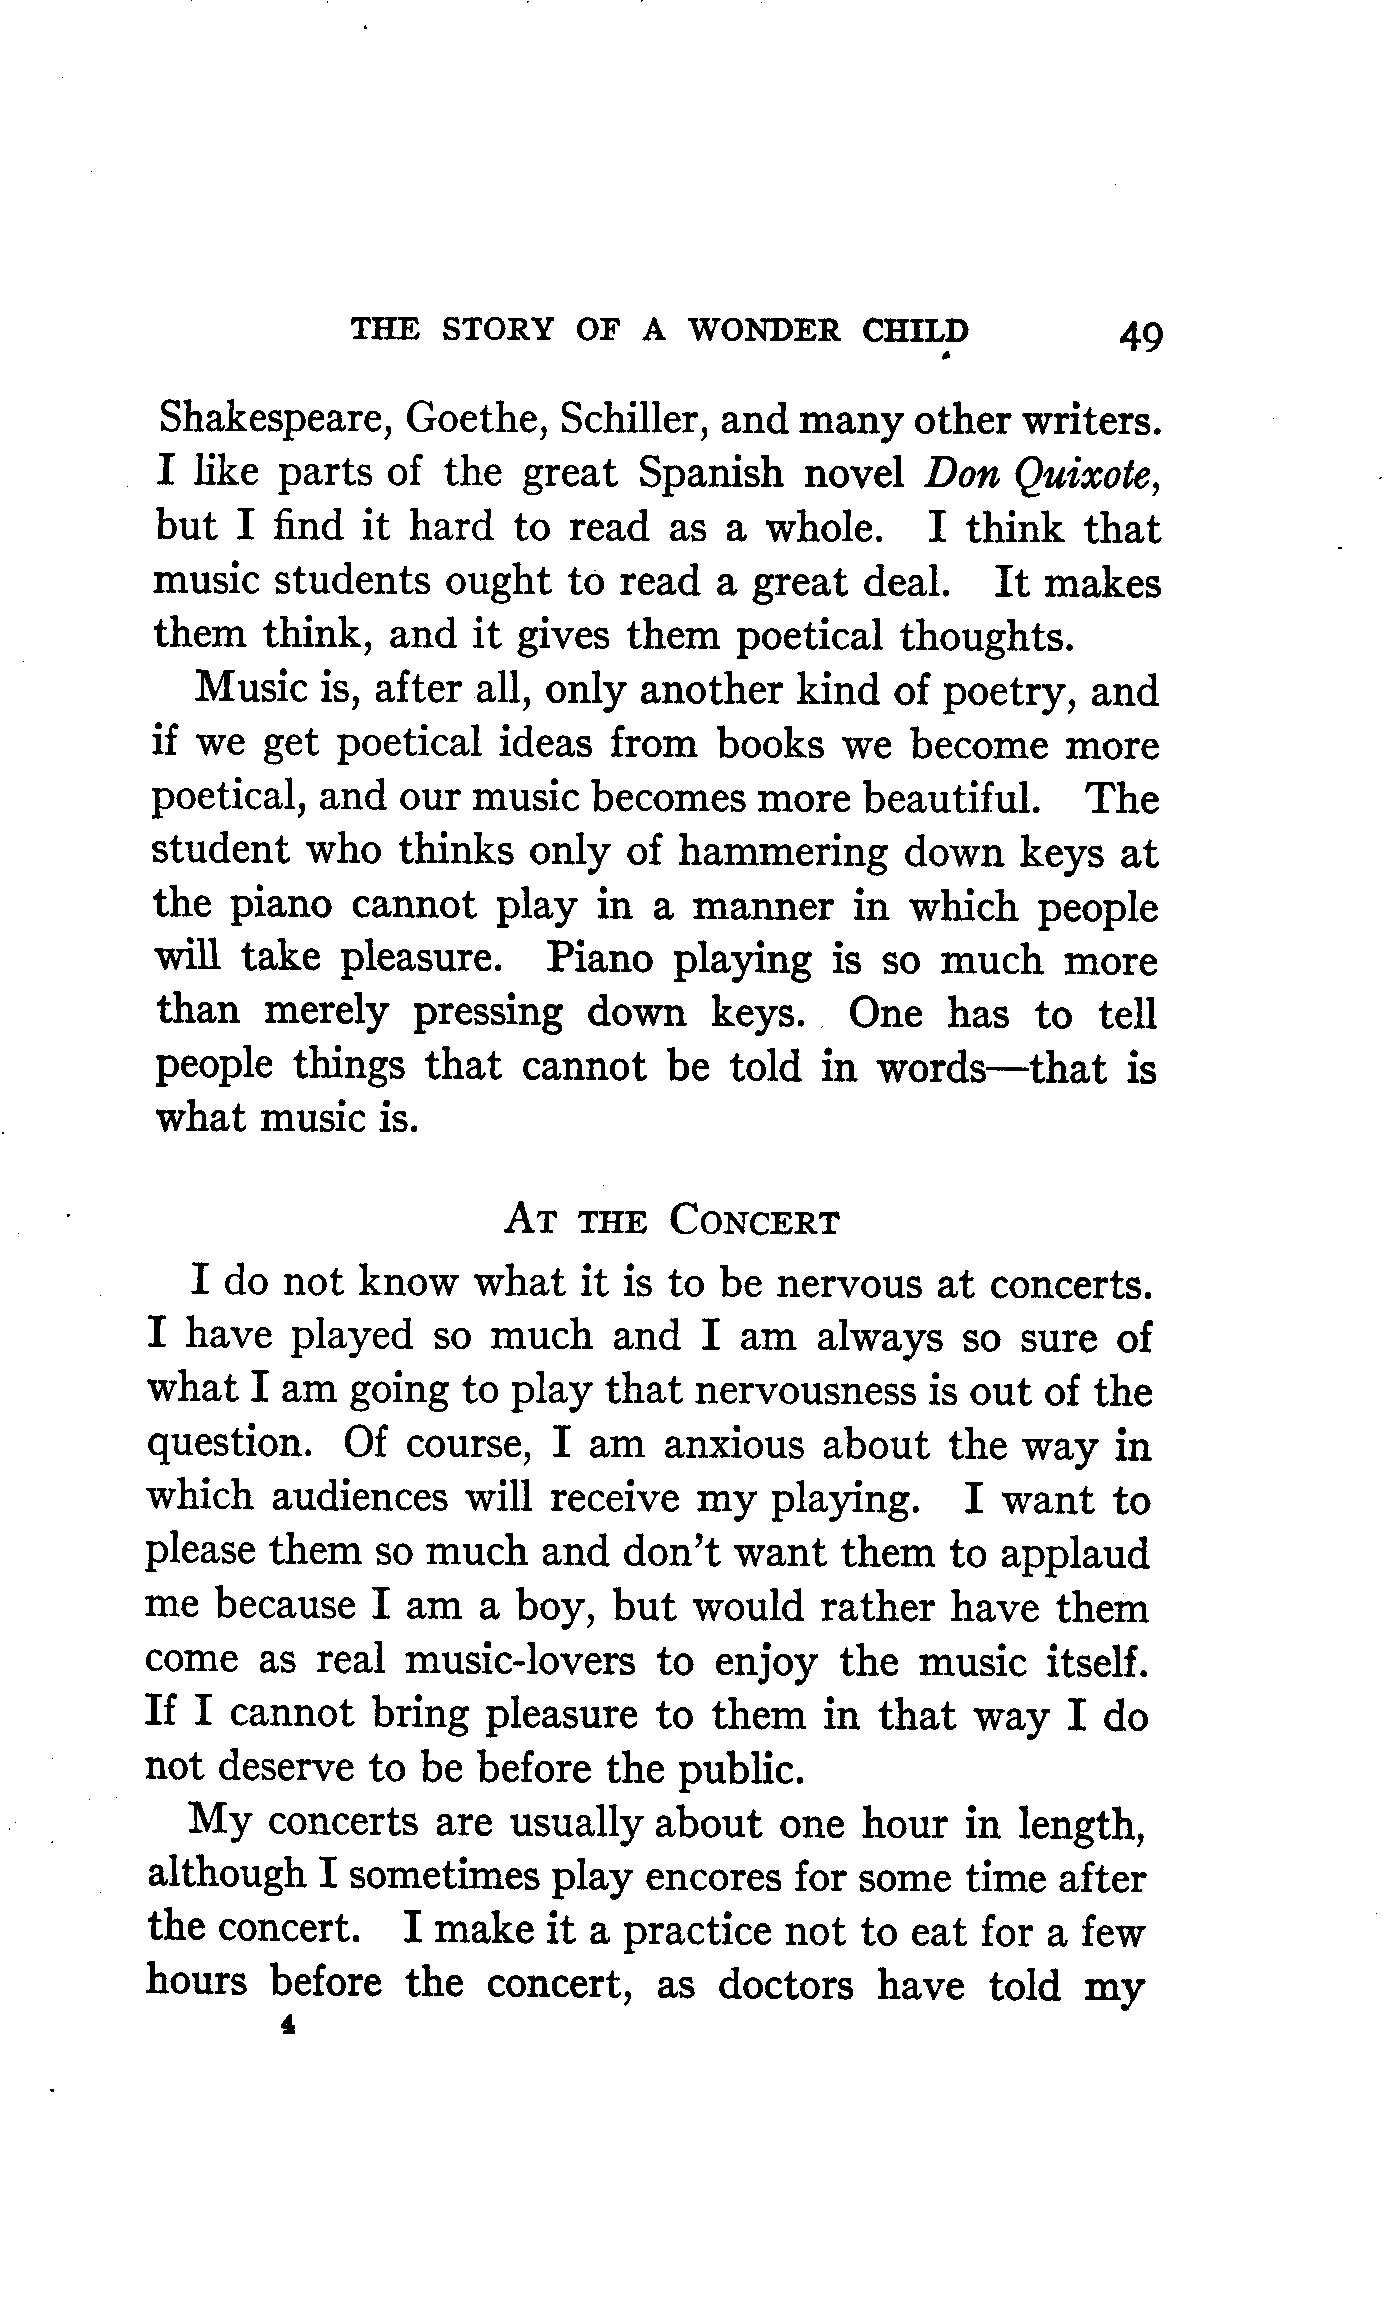 THE STORY OF A WONDER CHILD 49
Shakespeare, Goethe, Schiller, and many other writers.
I like parts of the great Spanish novel Don Quixote,
but I find it hard to read as a whole. I think that
music students ought to read a great deal. It makes
them think, and it gives them poetical thoughts.
Music is, after all, only another kind of poetry, and
if we get poetical ideas from books we become more
poetical, and our music becomes more beautiful. The
student who thinks only of hammering down keys at
the piano cannot play in a manner in which people
will take pleasure. Piano playing is so much more
than merely pressing down keys. One has to tell
people things that cannot be told in words—that is
what music is.
AT THE CONCERT
I do not know what it is to be nervous at concerts.
I have played so much and I am always so sure of
what I am going to play that nervousness is out of the
question. Of course, I am anxious about the way in
which audiences will receive my playing. I want to
please them so much and don't want them to applaud
me because I am a boy, but would rather have them
come as real music-lovers to enjoy the music itself.
If I cannot bring pleasure to them in that way I do
not deserve to be before the public.
My concerts are usually about one hour in length,
although I sometimes play encores for some time after
the concert. I make it a practice not to eat for a few
hours before the concert, as doctors have told my
4